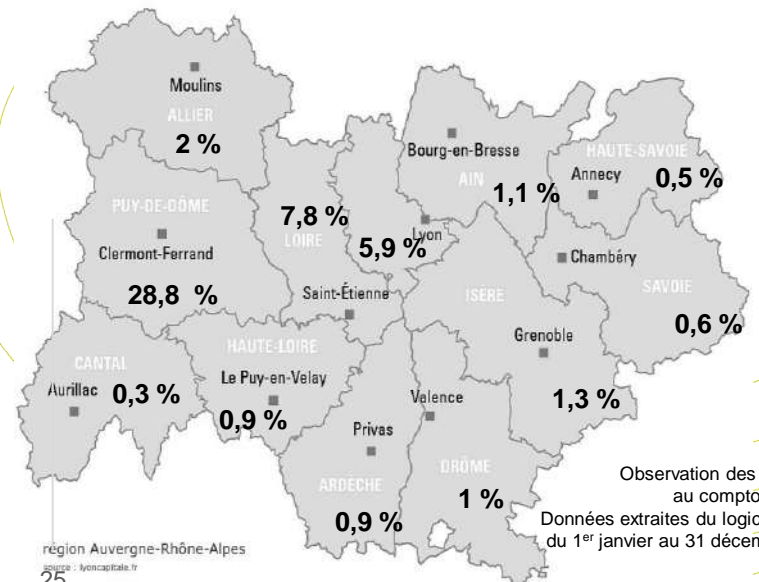 Moulins
ALLIER
2 %
Bourg-en-Bresse
AIN
1,1 %
HAUTE-SAVOIE
Annecy
0,5 %
PUY-DE-DÔME
Clermont-Ferrand
28,8 %
7,8 %
LOIRE
5,9 %
Lyon
Chambéry
SAVOIE
0,6 %
Saint-Étienne
ISÈRE
Grenoble
1,3 %
CANTAL
Aurillac
0,3 %
HAUTE-LOIRE
Le Puy-en-Velay
0,9 %
Privas
ARDÈCHE
0,9 %
Valence
DRÔME
1 %
Observation des
au compto
Données extraites du logic
du 1er janvier au 31 décem
région Auvergne-Rhône-Alpes
source : lyoncapitale.fr
25